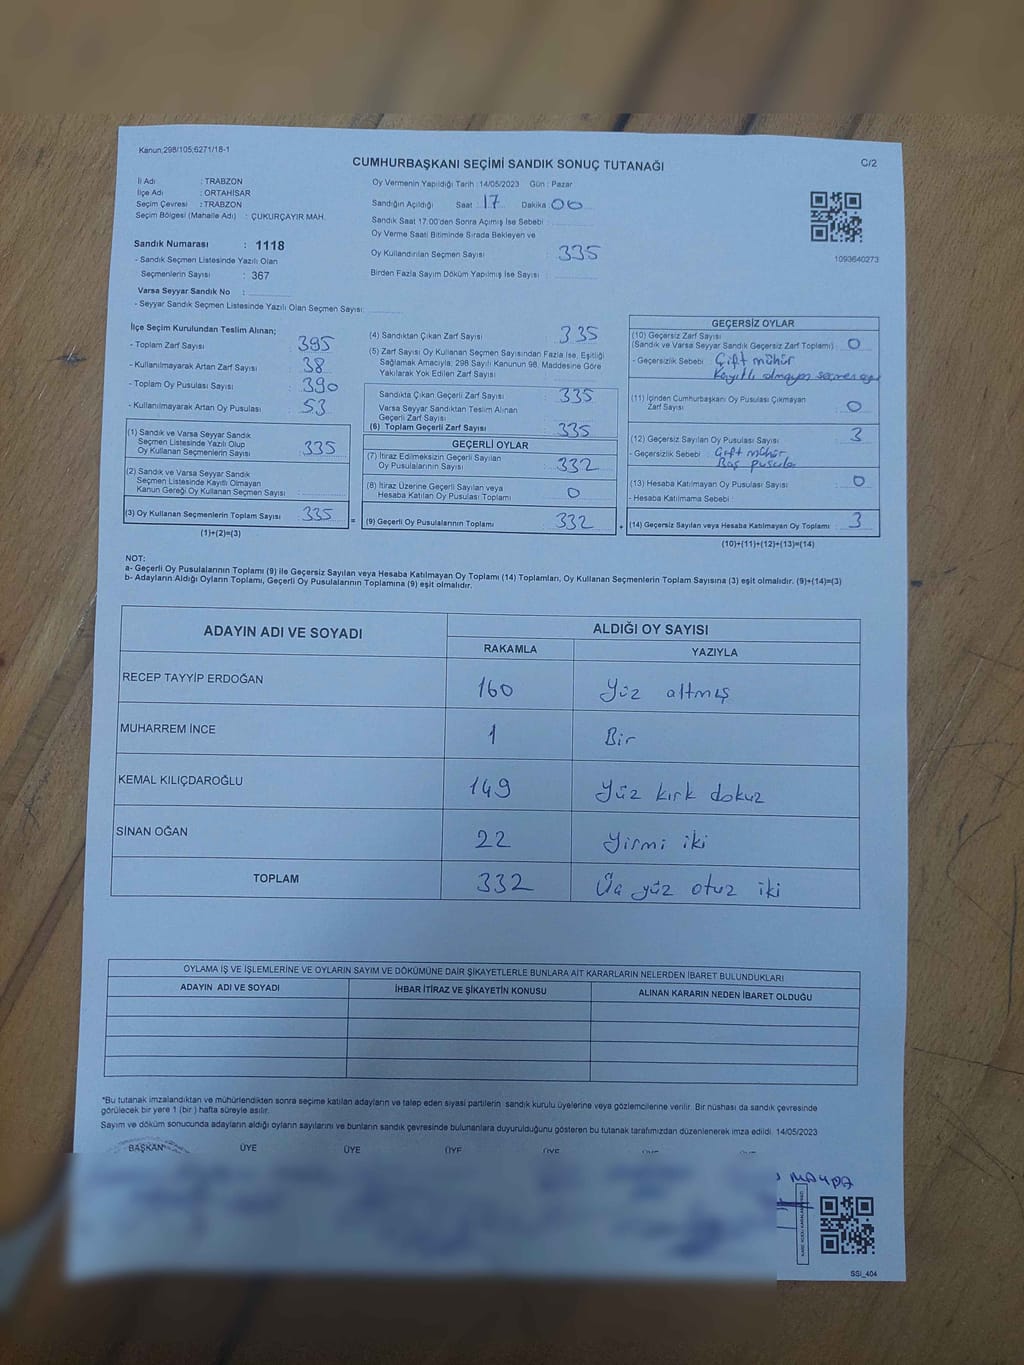 Kanun;298/105;6271/18-1
CUMHURBAŞKANI SEÇİMİ SANDIK SONUÇ TUTANAĞI
C/2
İl Adı : TRABZON
İlçe Adı : ORTAHİSAR
Seçim Çevresi : TRABZON
Seçim Bölgesi (Mahalle Adı) : ÇUKURÇAYIR MAH.
Oy Vermenin Yapıldığı Tarih : 14/05/2023 Gün : Pazar
Sandığın Açıldığı Saat 17 Dakika 00
Sandık Saat 17:00'den Sonra Açımış İse Sebebi :
Oy Verme Saati Bitiminde Sırada Bekleyen ve
Oy Kullandırılan Seçmen Sayısı : 335
Birden Fazla Sayım Döküm Yapılmış İse Sayısı :
1093640273
Sandık Numarası : 1118
- Sandık Seçmen Listesinde Yazılı Olan
Seçmenlerin Sayısı : 367
Varsa Seyyar Sandık No :
- Seyyar Sandık Seçmen Listesinde Yazılı Olan Seçmen Sayısı:
İlçe Seçim Kurulundan Teslim Alınan;
- Toplam Zarf Sayısı : 395
- Kullanılmayarak Artan Zarf Sayısı : 38
- Toplam Oy Pusulası Sayısı : 390
- Kullanılmayarak Artan Oy Pusulası : 53
(1) Sandık ve Varsa Seyyar Sandık
Seçmen Listesinde Yazılı Olup
Oy Kullanan Seçmenlerin Sayısı : 335
(2) Sandık ve Varsa Seyyar Sandık
Seçmen Listesinde Kayıtlı Olmayan
Kanun Gereği Oy Kullanan Seçmen Sayısı :
(3) Oy Kullanan Seçmenlerin Toplam Sayısı : 335
(1)+(2)=(3)
(4) Sandıktan Çıkan Zarf Sayısı : 335
(5) Zarf Sayısı Oy Kullanan Seçmen Sayısından Fazla İse, Eşitliği
Sağlamak Amacıyla; 298 Sayılı Kanunun 98. Maddesine Göre
Yakılarak Yok Edilen Zarf Sayısı :
Sandıkta Çıkan Geçerli Zarf Sayısı : 335
Varsa Seyyar Sandıktan Teslim Alınan
Geçerli Zarf Sayısı :
(6) Toplam Geçerli Zarf Sayısı : 335
GEÇERLİ OYLAR
(7) İtiraz Edilmeksizin Geçerli Sayılan
Oy Pusulalarının Sayısı : 332
(8) İtiraz Üzerine Geçerli Sayılan veya
Hesaba Katılan Oy Pusulası Toplamı : 0
= (9) Geçerli Oy Pusulalarının Toplamı : 332
GEÇERSİZ OYLAR
(10) Geçersiz Zarf Sayısı
(Sandık ve Varsa Seyyar Sandık Geçersiz Zarf Toplamı) : 0
- Geçersizlik Sebebi : Çift mühür
Kayıtlı olmayan seçmen
(11) İçinden Cumhurbaşkanı Oy Pusulası Çıkmayan
Zarf Sayısı : 0
(12) Geçersiz Sayılan Oy Pusulası Sayısı : 3
- Geçersizlik Sebebi : Çift mühür
Boş pusula
(13) Hesaba Katılmayan Oy Pusulası Sayısı : 0
- Hesaba Katılmama Sebebi :
+ (14) Geçersiz Sayılan veya Hesaba Katılmayan Oy Toplamı : 3
(10)+(11)+(12)+(13)=(14)
NOT:
a- Geçerli Oy Pusulalarının Toplamı (9) ile Geçersiz Sayılan veya Hesaba Katılmayan Oy Toplamı (14) Toplamları, Oy Kullanan Seçmenlerin Toplam Sayısına (3) eşit olmalıdır. (9)+(14)=(3)
b- Adayların Aldığı Oyların Toplamı, Geçerli Oy Pusulalarının Toplamına (9) eşit olmalıdır.
ADAYIN ADI VE SOYADI
ALDIĞI OY SAYISI
RAKAMLA YAZIYLA
RECEP TAYYİP ERDOĞAN 160 Yüz altmış
MUHARREM İNCE 1 Bir
KEMAL KILIÇDAROĞLU 149 Yüz kırk dokuz
SİNAN OĞAN 22 Yirmi iki
TOPLAM 332 Üç yüz otuz iki
OYLAMA İŞ VE İŞLEMLERİNE VE OYLARIN SAYIM VE DÖKÜMÜNE DAİR ŞİKAYETLERLE BUNLARA AİT KARARLARIN NELERDEN İBARET BULUNDUKLARI
ADAYIN ADI VE SOYADI İHBAR İTİRAZ VE ŞİKAYETİN KONUSU ALINAN KARARIN NEDEN İBARET OLDUĞU
*Bu tutanak imzalandıktan ve mühürlendikten sonra seçime katılan adayların ve talep eden siyasi partilerin sandık kurulu üyelerine veya gözlemcilerine verilir. Bir nüshası da sandık çevresinde
görülecek bir yere 1 (bir ) hafta süreyle asılır.
Sayım ve döküm sonucunda adayların aldığı oyların sayılarını ve bunların sandık çevresinde bulunanlara duyurulduğunu gösteren bu tutanak tarafımızdan düzenlenerek imza edildi. 14/05/2023
BAŞKAN ÜYE ÜYE ÜYE ÜYE
SSİ_404